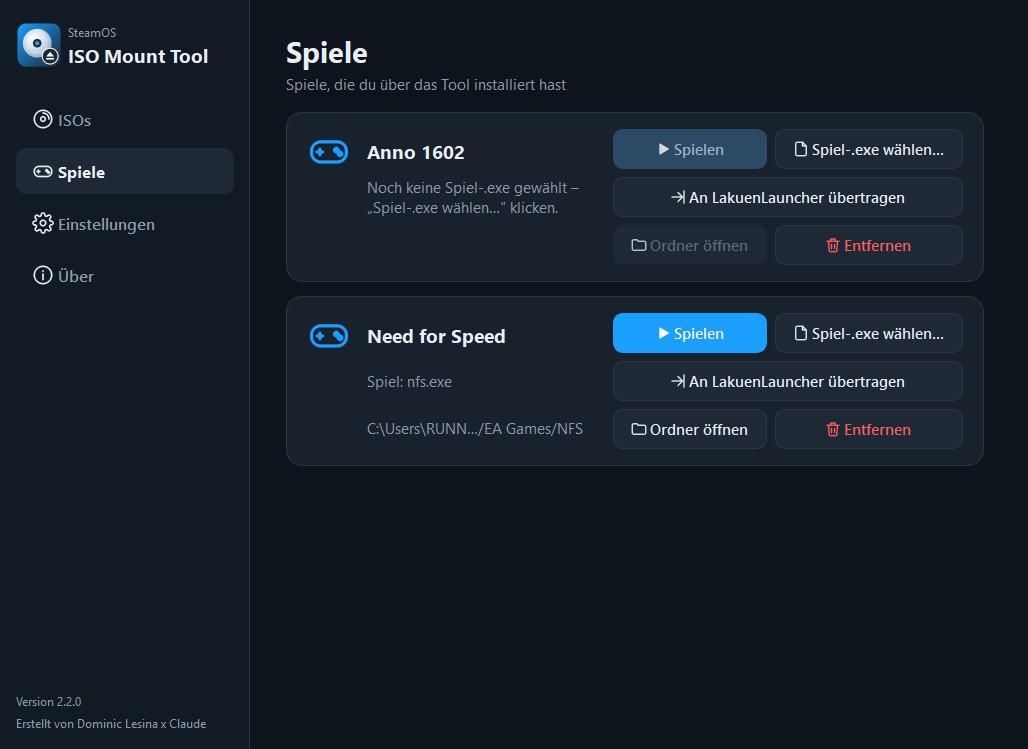 SteamOS
ISO Mount Tool
ISOs
Spiele
Einstellungen
Über
Version 2.2.0
Erstellt von Dominic Lesina x Claude
Spiele
Spiele, die du über das Tool installiert hast
Anno 1602
Noch keine Spiel-.exe gewählt –
„Spiel-.exe wählen…“ klicken.
Spielen
Spiel-.exe wählen…
An LakuenLauncher übertragen
Ordner öffnen
Entfernen
Need for Speed
Spiel: nfs.exe
C:\Users\RUNN…/EA Games/NFS
Spielen
Spiel-.exe wählen…
An LakuenLauncher übertragen
Ordner öffnen
Entfernen